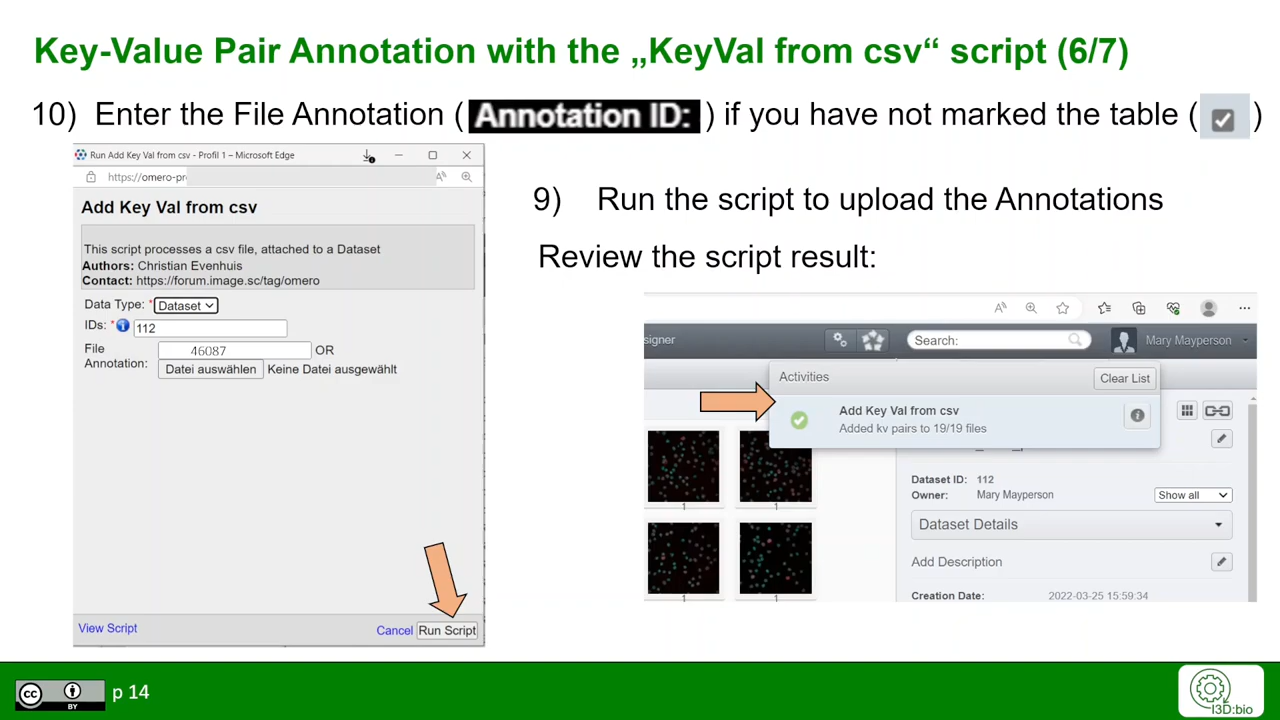 Key-Value Pair Annotation with the „KeyVal from csv“ script (6/7)
10) Enter the File Annotation ( Annotation ID: ) if you have not marked the table ( )
Run Add Key Val from csv - Profil 1 – Microsoft Edge
https://omero-pr
Add Key Val from csv
This script processes a csv file, attached to a Dataset
Authors: Christian Evenhuis
Contact: https://forum.image.sc/tag/omero
Data Type: * Dataset
IDs: * 112
File Annotation: 46087 OR
Datei auswählen Keine Datei ausgewählt
View Script
Cancel Run Script
9) Run the script to upload the Annotations
Review the script result:
signer
Search:
Mary Mayperson
Activities
Clear List
Add Key Val from csv
Added kv pairs to 19/19 files
1
1
1
1
Dataset ID: 112
Owner: Mary Mayperson
Show all
Dataset Details
Add Description
Creation Date: 2022-03-25 15:59:34
cc BY
p 14
I3D:bio